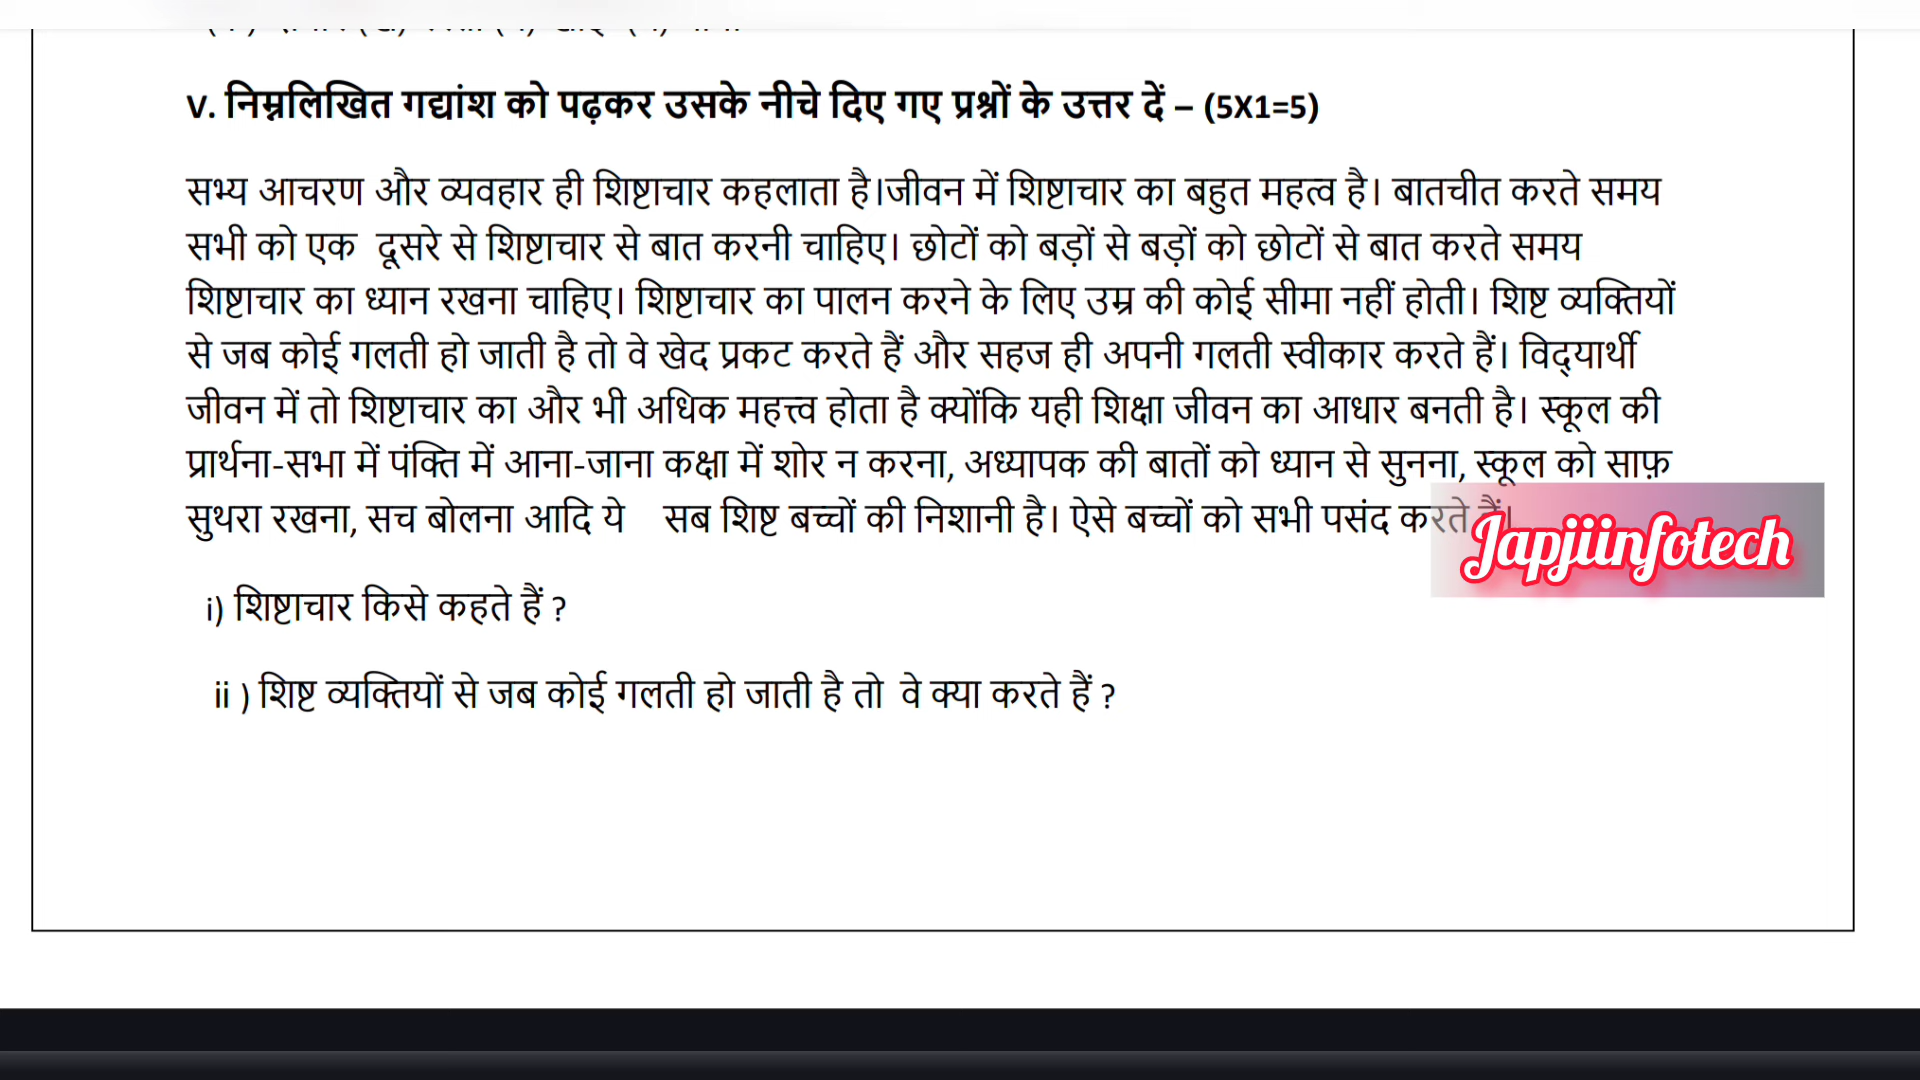 v. निम्नलिखित गद्यांश को पढ़कर उसके नीचे दिए गए प्रश्नों के उत्तर दें – (5X1=5)
सभ्य आचरण और व्यवहार ही शिष्टाचार कहलाता है।जीवन में शिष्टाचार का बहुत महत्व है। बातचीत करते समय
सभी को एक दूसरे से शिष्टाचार से बात करनी चाहिए। छोटों को बड़ों से बड़ों को छोटों से बात करते समय
शिष्टाचार का ध्यान रखना चाहिए। शिष्टाचार का पालन करने के लिए उम्र की कोई सीमा नहीं होती। शिष्ट व्यक्तियों
से जब कोई गलती हो जाती है तो वे खेद प्रकट करते हैं और सहज ही अपनी गलती स्वीकार करते हैं। विद्‌यार्थी
जीवन में तो शिष्टाचार का और भी अधिक महत्त्व होता है क्योंकि यही शिक्षा जीवन का आधार बनती है। स्कूल की
प्रार्थना-सभा में पंक्ति में आना-जाना कक्षा में शोर न करना, अध्यापक की बातों को ध्यान से सुनना, स्कूल को साफ़
सुथरा रखना, सच बोलना आदि ये सब शिष्ट बच्चों की निशानी है। ऐसे बच्चों को सभी पसंद करते हैं।
Japjiinfotech
i) शिष्टाचार किसे कहते हैं ?
ii ) शिष्ट व्यक्तियों से जब कोई गलती हो जाती है तो वे क्या करते हैं ?